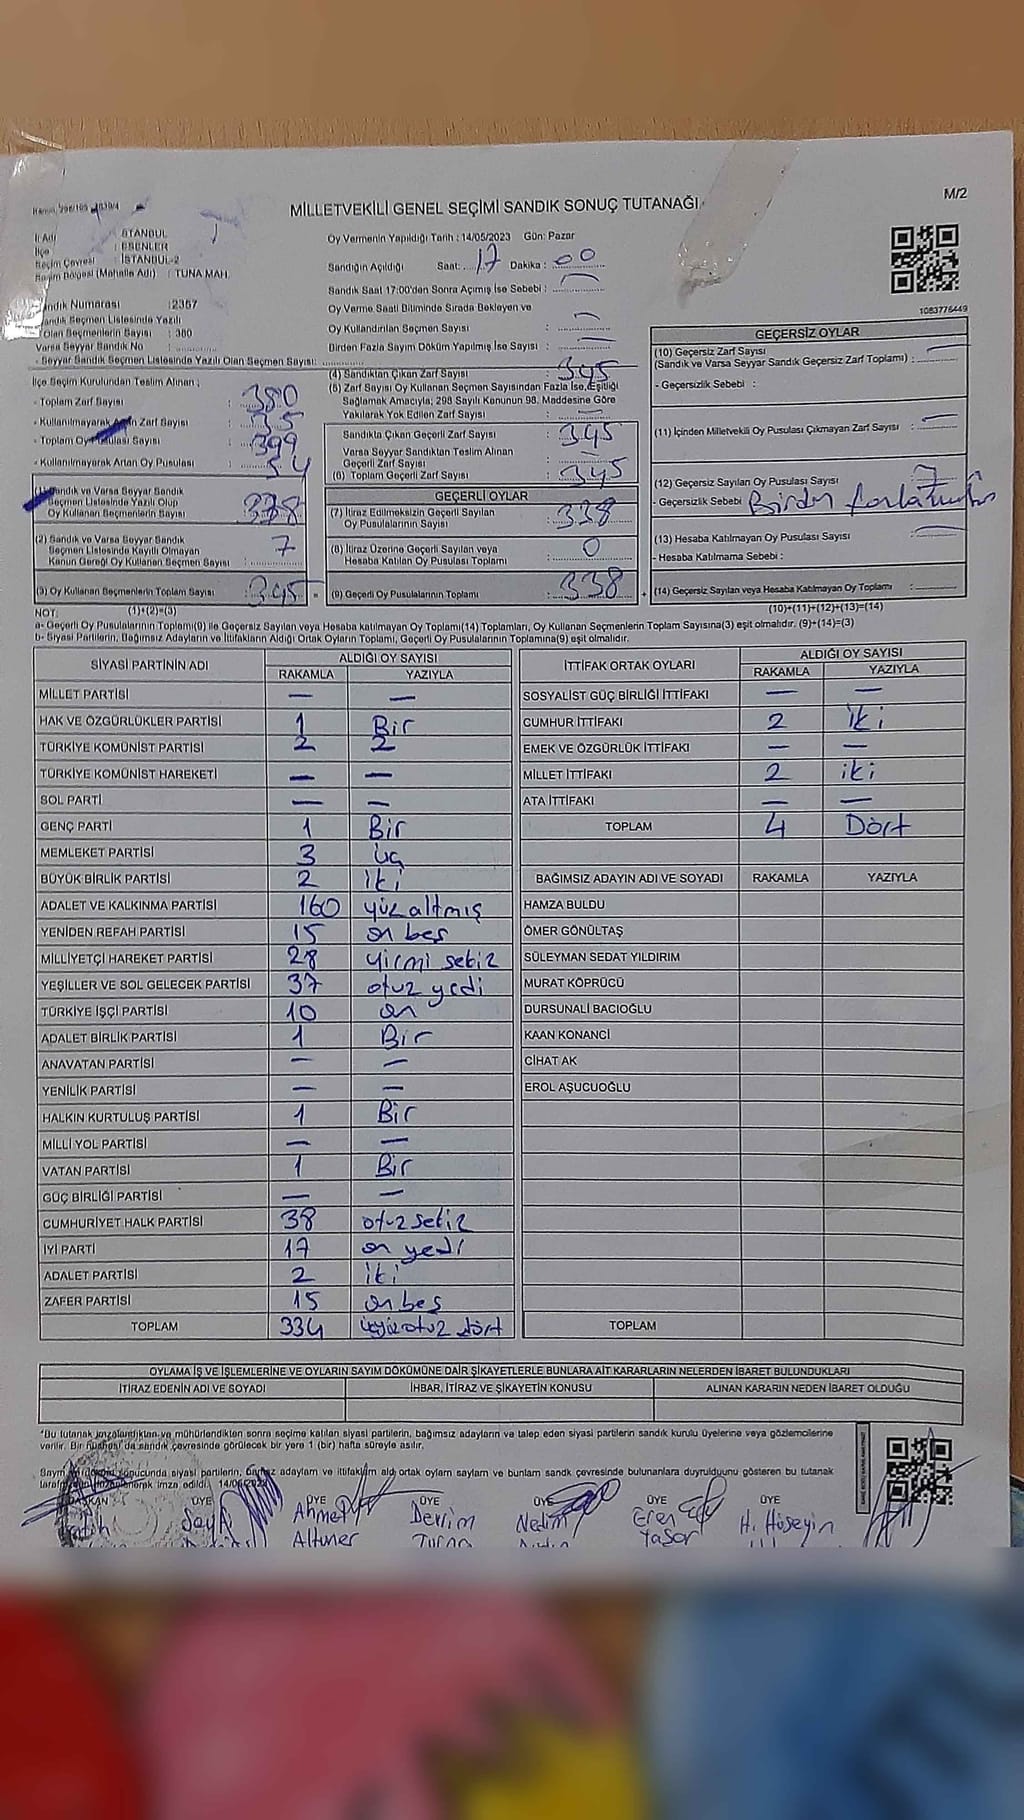 MİLLETVEKİLİ GENEL SEÇİMİ SANDIK SONUÇ TUTANAĞI
M/2
İl Adı : İSTANBUL
İlçe : ESENLER
Seçim Çevresi : İSTANBUL-2
Seçim Bölgesi (Mahalle Adı) : TUNA MAH.
Sandık Numarası : 2357
Sandık Seçmen Listesinde Yazılı
Olan Seçmenlerin Sayısı : 380
Varsa Seyyar Sandık No :
Seyyar Sandık Seçmen Listesinde Yazılı Olan Seçmen Sayısı:
İlçe Seçim Kurulundan Teslim Alınan ;
- Toplam Zarf Sayısı : 380
- Kullanılmayarak Artan Zarf Sayısı : 35
- Toplam Oy Pusulası Sayısı : 399
- Kullanılmayarak Artan Oy Pusulası : 54
(1) Sandık ve Varsa Seyyar Sandık
Seçmen Listesinde Yazılı Olup
Oy Kullanan Seçmenlerin Sayısı : 338
(2) Sandık ve Varsa Seyyar Sandık
Seçmen Listesinde Kayıtlı Olmayan
Kanun Gereği Oy Kullanan Seçmen Sayısı : 7
(3) Oy Kullanan Seçmenlerin Toplam Sayısı : 345 =
Oy Vermenin Yapıldığı Tarih : 14/05/2023 Gün: Pazar
Sandığın Açıldığı Saat: 17 Dakika : 00
Sandık Saat 17:00'den Sonra Açımış İse Sebebi : —
Oy Verme Saati Bitiminde Sırada Bekleyen ve
Oy Kullandırılan Seçmen Sayısı : —
Birden Fazla Sayım Döküm Yapılmış İse Sayısı : —
(4) Sandıktan Çıkan Zarf Sayısı : 345
(5) Zarf Sayısı Oy Kullanan Seçmen Sayısından Fazla İse, Eşitliği
Sağlamak Amacıyla; 298 Sayılı Kanunun 98. Maddesine Göre
Yakılarak Yok Edilen Zarf Sayısı : —
Sandıkta Çıkan Geçerli Zarf Sayısı : 345
Varsa Seyyar Sandıktan Teslim Alınan
Geçerli Zarf Sayısı : —
(6) Toplam Geçerli Zarf Sayısı : 345
GEÇERLİ OYLAR
(7) İtiraz Edilmeksizin Geçerli Sayılan
Oy Pusulalarının Sayısı : 338
(8) İtiraz Üzerine Geçerli Sayılan veya
Hesaba Katılan Oy Pusulası Toplamı : 0
(9) Geçerli Oy Pusulalarının Toplamı : 338 +
1083776449
GEÇERSİZ OYLAR
(10) Geçersiz Zarf Sayısı
(Sandık ve Varsa Seyyar Sandık Geçersiz Zarf Toplamı) : —
- Geçersizlik Sebebi :
(11) İçinden Milletvekili Oy Pusulası Çıkmayan Zarf Sayısı : —
(12) Geçersiz Sayılan Oy Pusulası Sayısı : 7
- Geçersizlik Sebebi : Birden fazla
(13) Hesaba Katılmayan Oy Pusulası Sayısı : —
- Hesaba Katılmama Sebebi :
(14) Geçersiz Sayılan veya Hesaba Katılmayan Oy Toplamı :
NOT: (1)+(2)=(3) (10)+(11)+(12)+(13)=(14)
a- Geçerli Oy Pusulalarının Toplamı(9) ile Geçersiz Sayılan veya Hesaba Katılmayan Oy Toplamı(14) Toplamları, Oy Kullanan Seçmenlerin Toplam Sayısına(3) eşit olmalıdır. (9)+(14)=(3)
b- Siyasi Partilerin, Bağımsız Adayların ve İttifakların Aldığı Ortak Oyların Toplamı, Geçerli Oy Pusulalarının Toplamına(9) eşit olmalıdır.
SİYASİ PARTİNİN ADI ALDIĞI OY SAYISI
RAKAMLA YAZIYLA
MİLLET PARTİSİ — —
HAK VE ÖZGÜRLÜKLER PARTİSİ 1 Bir
TÜRKİYE KOMÜNİST PARTİSİ 2 2
TÜRKİYE KOMÜNİST HAREKETİ — —
SOL PARTİ — —
GENÇ PARTİ 1 Bir
MEMLEKET PARTİSİ 3 üç
BÜYÜK BİRLİK PARTİSİ 2 iki
ADALET VE KALKINMA PARTİSİ 160 yüz altmış
YENİDEN REFAH PARTİSİ 15 on beş
MİLLİYETÇİ HAREKET PARTİSİ 28 yirmi sekiz
YEŞİLLER VE SOL GELECEK PARTİSİ 37 otuz yedi
TÜRKİYE İŞÇİ PARTİSİ 10 on
ADALET BİRLİK PARTİSİ 1 Bir
ANAVATAN PARTİSİ — —
YENİLİK PARTİSİ — —
HALKIN KURTULUŞ PARTİSİ 1 Bir
MİLLİ YOL PARTİSİ — —
VATAN PARTİSİ 1 Bir
GÜÇ BİRLİĞİ PARTİSİ — —
CUMHURİYET HALK PARTİSİ 38 otuz sekiz
İYİ PARTİ 17 on yedi
ADALET PARTİSİ 2 iki
ZAFER PARTİSİ 15 on beş
TOPLAM 334 üçyüz otuz dört
İTTİFAK ORTAK OYLARI ALDIĞI OY SAYISI
RAKAMLA YAZIYLA
SOSYALİST GÜÇ BİRLİĞİ İTTİFAKI — —
CUMHUR İTTİFAKI 2 iki
EMEK VE ÖZGÜRLÜK İTTİFAKI — —
MİLLET İTTİFAKI 2 iki
ATA İTTİFAKI — —
TOPLAM 4 Dört
BAĞIMSIZ ADAYIN ADI VE SOYADI RAKAMLA YAZIYLA
HAMZA BULDU
ÖMER GÖNÜLTAŞ
SÜLEYMAN SEDAT YILDIRIM
MURAT KÖPRÜCÜ
DURSUNALİ BACIOĞLU
KAAN KONANCİ
CİHAT AK
EROL AŞUCUOĞLU
TOPLAM
OYLAMA İŞ VE İŞLEMLERİNE VE OYLARIN SAYIM DÖKÜMÜNE DAİR ŞİKAYETLERLE BUNLARA AİT KARARLARIN NELERDEN İBARET BULUNDUKLARI
İTİRAZ EDENİN ADI VE SOYADI İHBAR, İTİRAZ VE ŞİKAYETİN KONUSU ALINAN KARARIN NEDEN İBARET OLDUĞU
*Bu tutanak imzalandıktan ve mühürlendikten sonra seçime katılan siyasi partilerin, bağımsız adayların ve talep eden siyasi partilerin sandık kurulu üyelerine veya gözlemcilerine
verilir. Bir nüshası da sandık çevresinde görülecek bir yere 1 (bir) hafta süreyle asılır.
siyasi partilerin, adayların ve ittifakların aldığı ortak oyların sayıları ve bunların sandık çevresinde bulunanlara duyrulduğunu gösteren bu tutanak
imza edildi.
BAŞKAN ÜYE ÜYE ÜYE ÜYE ÜYE ÜYE
Fatih Ahmet Devrim Nedim Eren H. Hüseyin
Altuner Yaşar